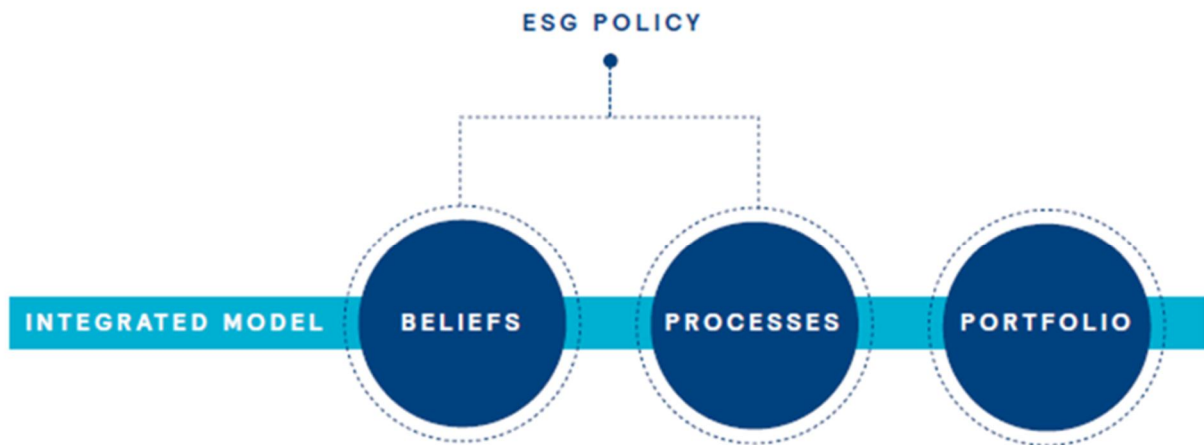 ESG POLICY
INTEGRATED MODEL
BELIEFS
PROCESSES
PORTFOLIO